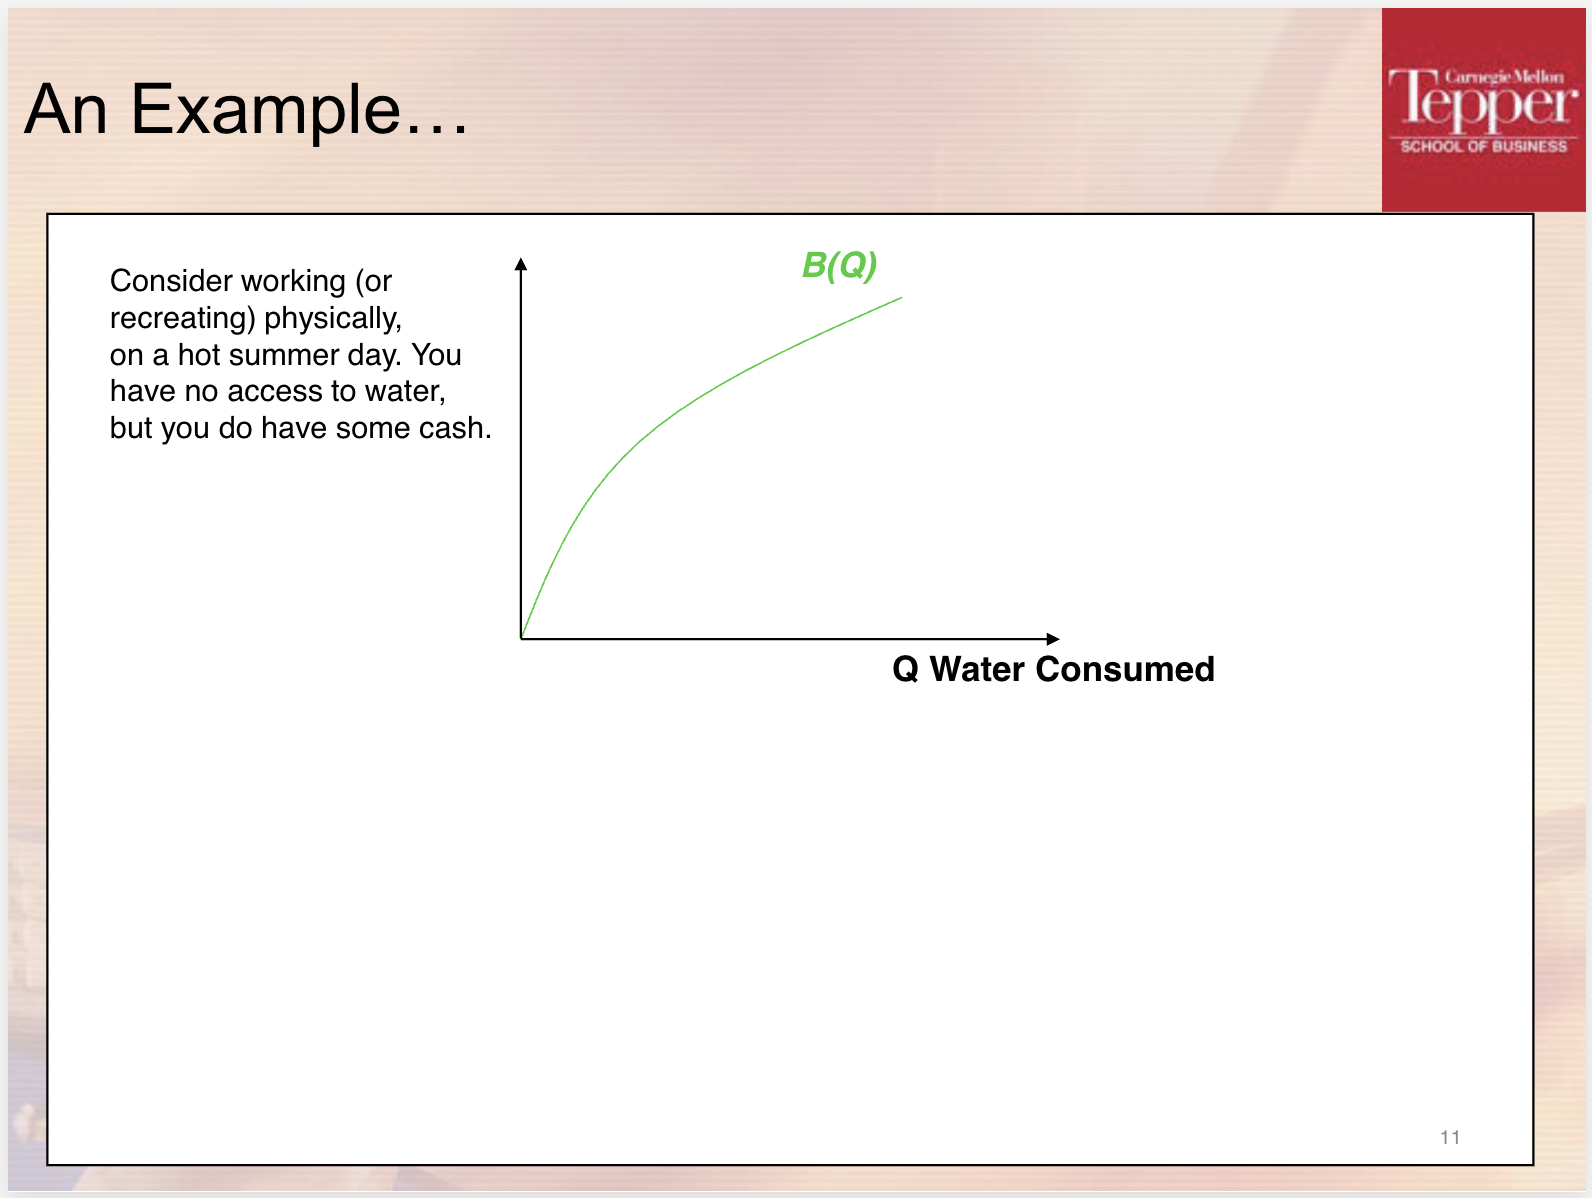 An Example…
Carnegie Mellon
Tepper
SCHOOL OF BUSINESS
Consider working (or
recreating) physically,
on a hot summer day. You
have no access to water,
but you do have some cash.
B(Q)
Q Water Consumed
11